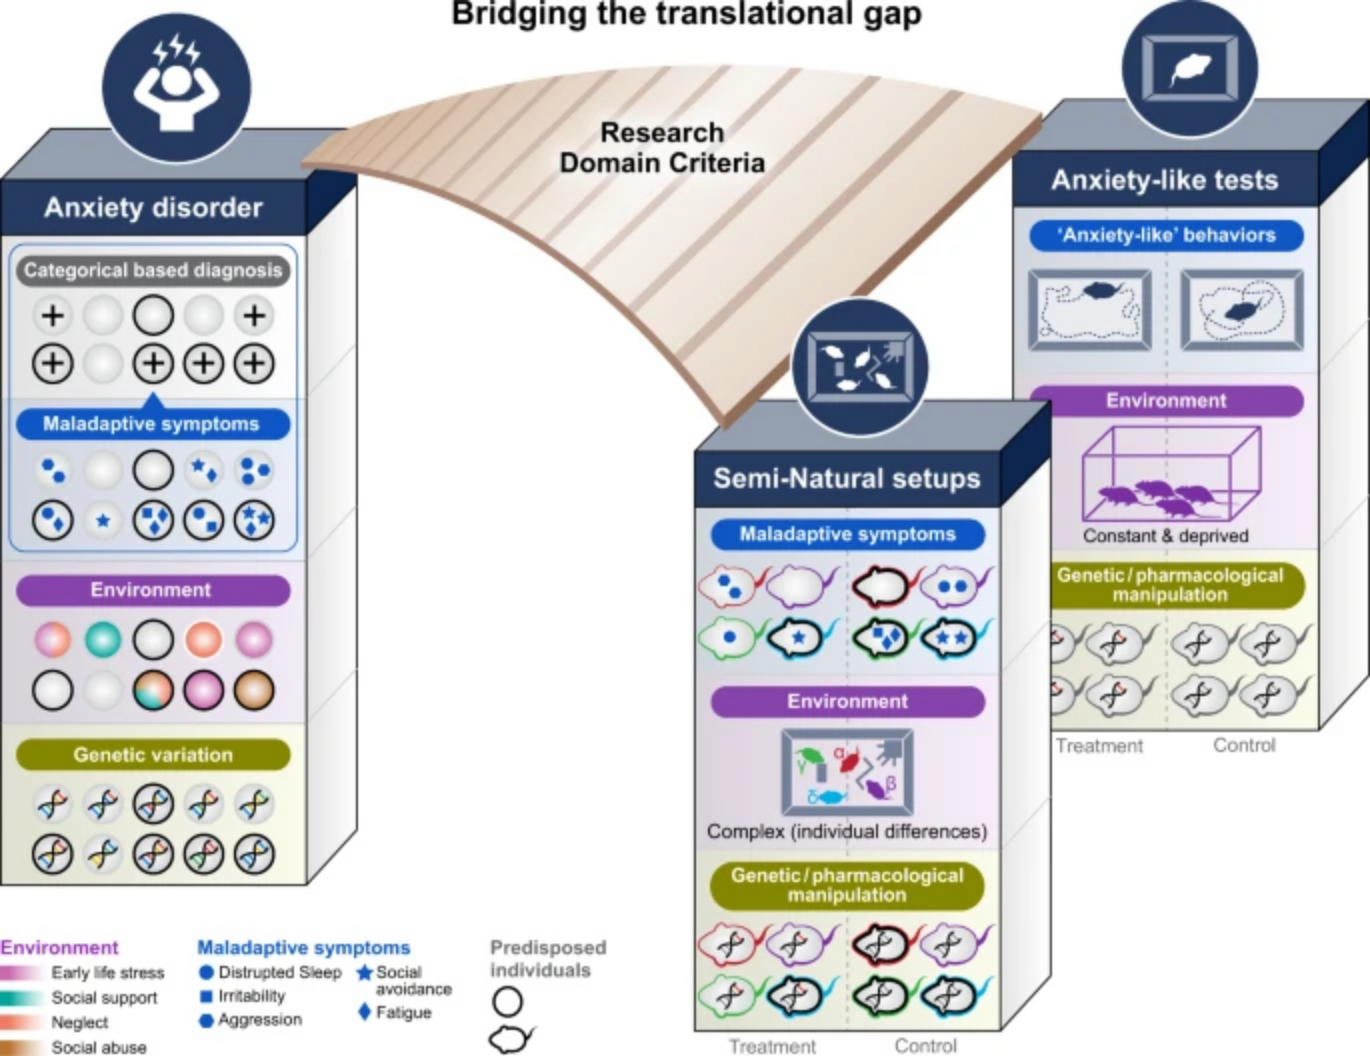 Bridging the translational gap
Research
Domain Criteria
Anxiety disorder
Categorical based diagnosis
Maladaptive symptoms
Environment
Genetic variation
Anxiety-like tests
‘Anxiety-like’ behaviors
Environment
Constant & deprived
Genetic/pharmacological
manipulation
Treatment
Control
Semi-Natural setups
Maladaptive symptoms
Environment
γ
α
δ
β
Complex (individual differences)
Genetic/pharmacological
manipulation
Treatment
Control
Environment
Early life stress
Social support
Neglect
Social abuse
Maladaptive symptoms
Distrupted Sleep
Irritability
Aggression
Social
avoidance
Fatigue
Predisposed
individuals